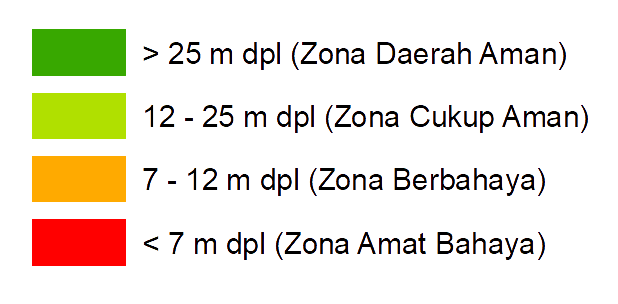 > 25 m dpl (Zona Daerah Aman)
12 - 25 m dpl (Zona Cukup Aman)
7 - 12 m dpl (Zona Berbahaya)
< 7 m dpl (Zona Amat Bahaya)